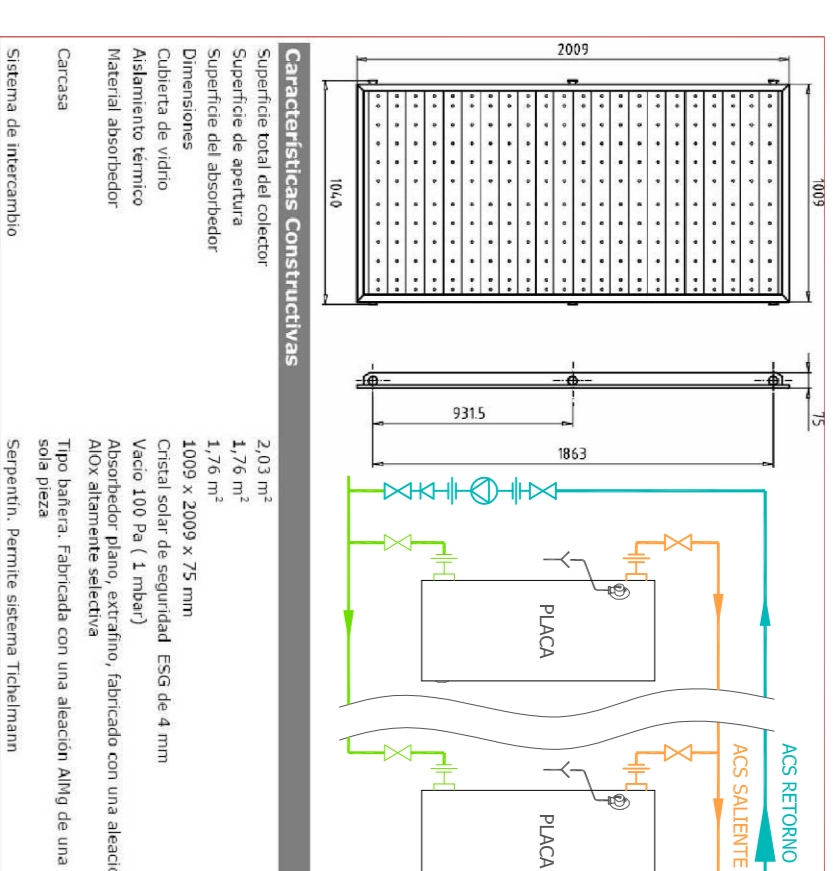 2009
1009
1040
75
931.5
1863
PLACA
PLACA
ACS RETORNO
ACS SALIENTE
Características Constructivas
Superficie total del colector 2,03 m²
Superficie de apertura 1,76 m²
Superficie del absorbedor 1,76 m²
Dimensiones 1009 x 2009 x 75 mm
Cubierta de vidrio Cristal solar de seguridad ESG de 4 mm
Aislamiento térmico Vacío 100 Pa ( 1 mbar)
Material absorbedor Absorbedor plano, extrafino, fabricado con una aleació
AlOx altamente selectiva
Carcasa Tipo bañera. Fabricada con una aleación AlMg de una
sola pieza
Sistema de intercambio Serpentín. Permite sistema Tichelmann